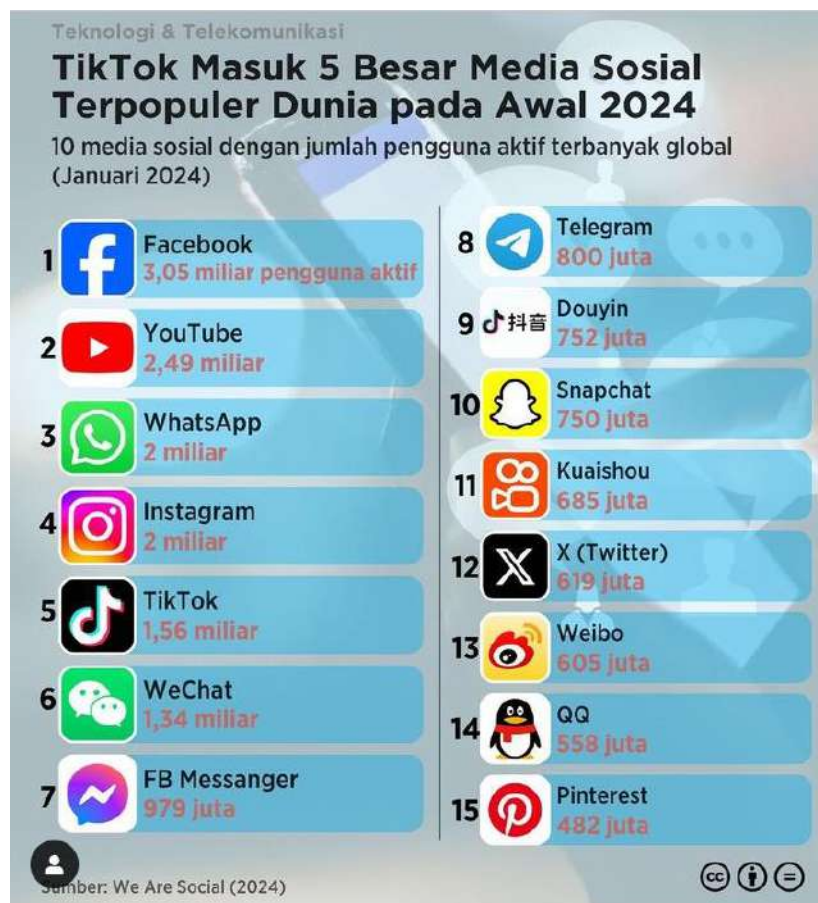 Teknologi & Telekomunikasi
TikTok Masuk 5 Besar Media Sosial
Terpopuler Dunia pada Awal 2024
10 media sosial dengan jumlah pengguna aktif terbanyak global
(Januari 2024)
1
Facebook
3,05 miliar pengguna aktif
2
YouTube
2,49 miliar
3
WhatsApp
2 miliar
4
Instagram
2 miliar
5
TikTok
1,56 miliar
6
WeChat
1,34 miliar
7
FB Messanger
979 juta
8
Telegram
800 juta
9
抖音
Douyin
752 juta
10
Snapchat
750 juta
11
Kuaishou
685 juta
12
X (Twitter)
619 juta
13
Weibo
605 juta
14
QQ
558 juta
15
Pinterest
482 juta
Sumber: We Are Social (2024)
cc